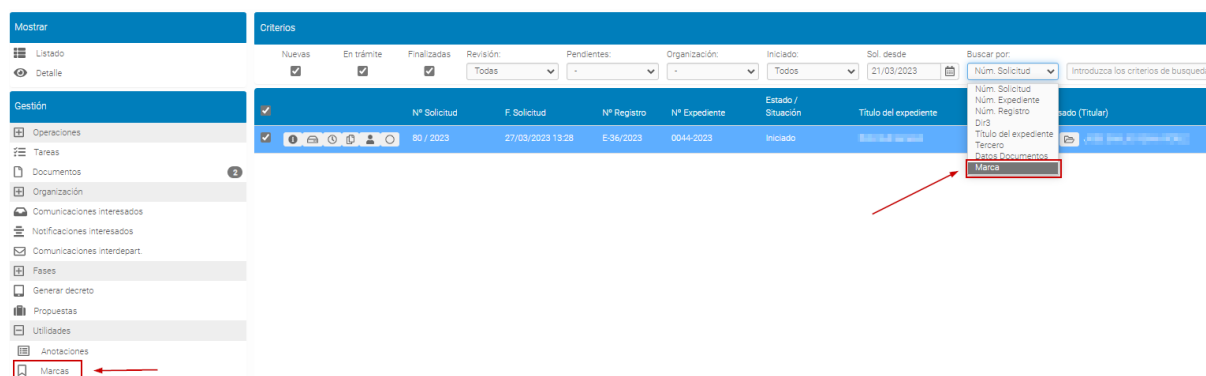 Mostrar
Listado
Detalle
Gestión
Operaciones
Tareas
Documentos 2
Organización
Comunicaciones interesados
Notificaciones interesados
Comunicaciones interdepart.
Fases
Generar decreto
Propuestas
Utilidades
Anotaciones
Marcas
Criterios
Nuevas En trámite Finalizadas Revisión: Pendientes: Organización: Iniciado: Sol. desde Buscar por:
Todas - - Todos 21/03/2023 Núm. Solicitud Introduzca los criterios de busqued
Núm. Solicitud
Núm. Expediente
Núm. Registro
Dir3
Título del expediente
Tercero
Datos Documentos
Marca
Nº Solicitud F. Solicitud Nº Registro Nº Expediente Estado / Situación Título del expediente sado (Titular)
80 / 2023 27/03/2023 13:28 E-36/2023 0044-2023 Iniciado